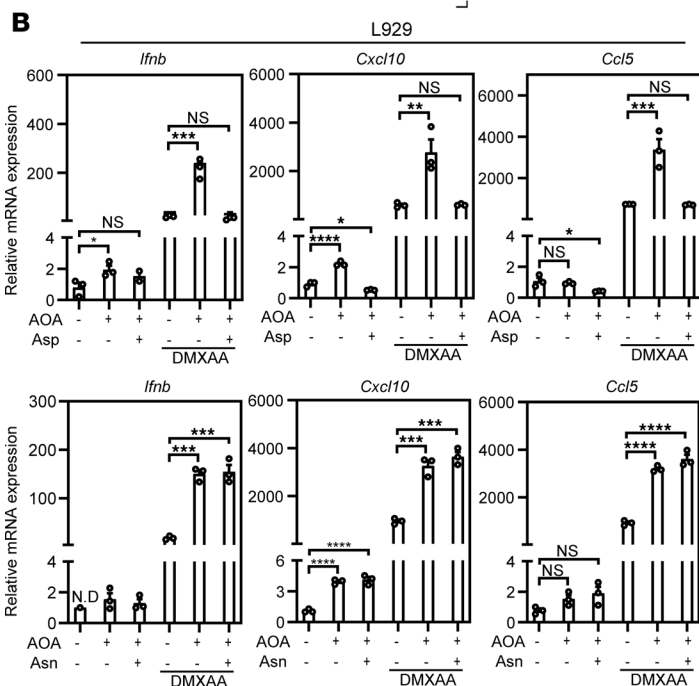 B
L929
Ifnb Cxcl10 Ccl5
Relative mRNA expression
600 400 200 4 2 0
NS * *** NS
AOA - + + - + +
Asp - - + - - +
DMXAA
6000 4000 2000 4 2 0
**** * ** NS
AOA - + + - + +
Asp - - + - - +
DMXAA
6000 4000 2000 4 2 0
NS * *** NS
AOA - + + - + +
Asp - - + - - +
DMXAA
Ifnb Cxcl10 Ccl5
Relative mRNA expression
300 200 100 4 2 0
N.D *** ***
AOA - + + - + +
Asn - - + - - +
DMXAA
6000 4000 2000 6 3 0
**** **** *** ***
AOA - + + - + +
Asn - - + - - +
DMXAA
6000 4000 2000 4 2 0
NS NS **** ****
AOA - + + - + +
Asn - - + - - +
DMXAA